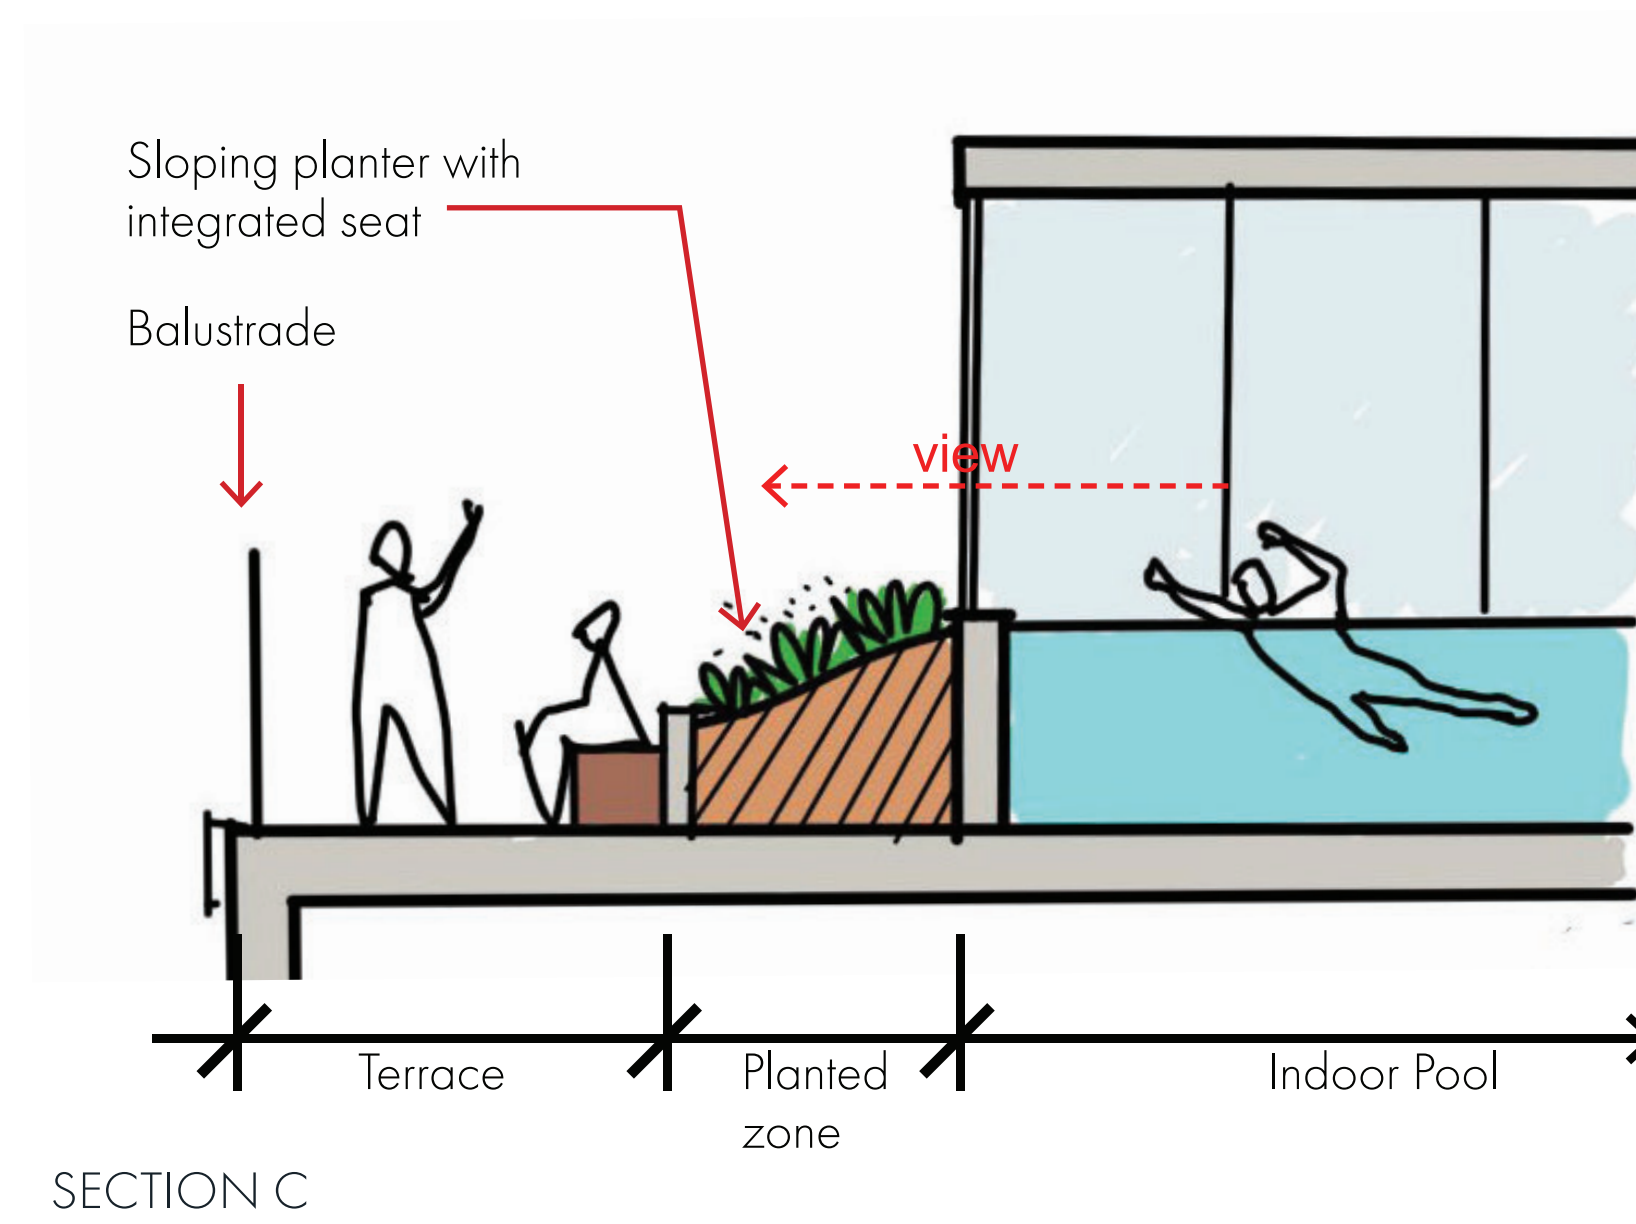 Sloping planter with
integrated seat
Balustrade
view
Terrace
Planted
zone
Indoor Pool
SECTION C